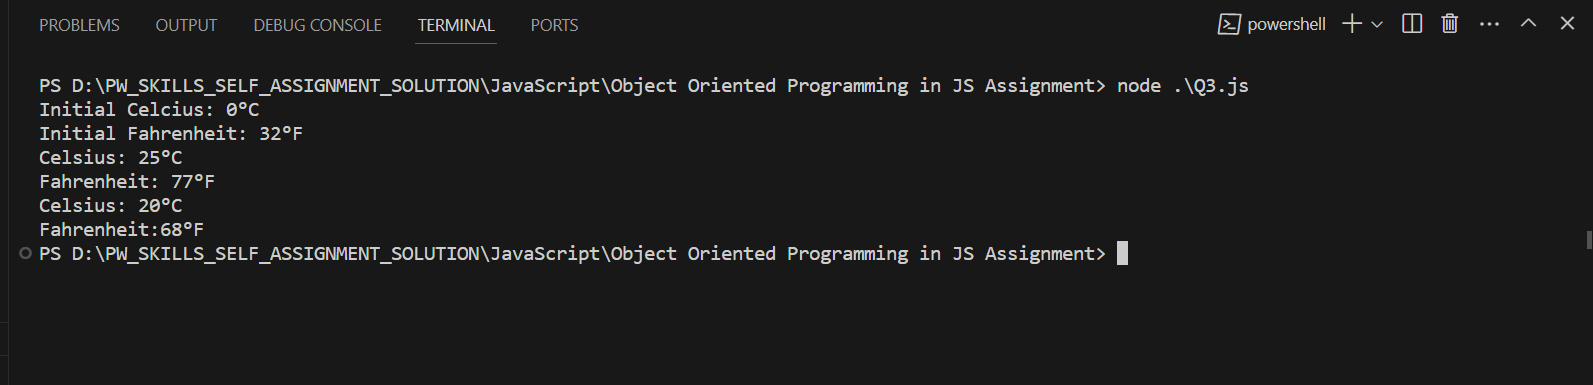 PROBLEMS OUTPUT DEBUG CONSOLE TERMINAL PORTS powershell
PS D:\PW_SKILLS_SELF_ASSIGNMENT_SOLUTION\JavaScript\Object Oriented Programming in JS Assignment> node .\Q3.js
Initial Celcius: 0°C
Initial Fahrenheit: 32°F
Celsius: 25°C
Fahrenheit: 77°F
Celsius: 20°C
Fahrenheit:68°F
PS D:\PW_SKILLS_SELF_ASSIGNMENT_SOLUTION\JavaScript\Object Oriented Programming in JS Assignment>